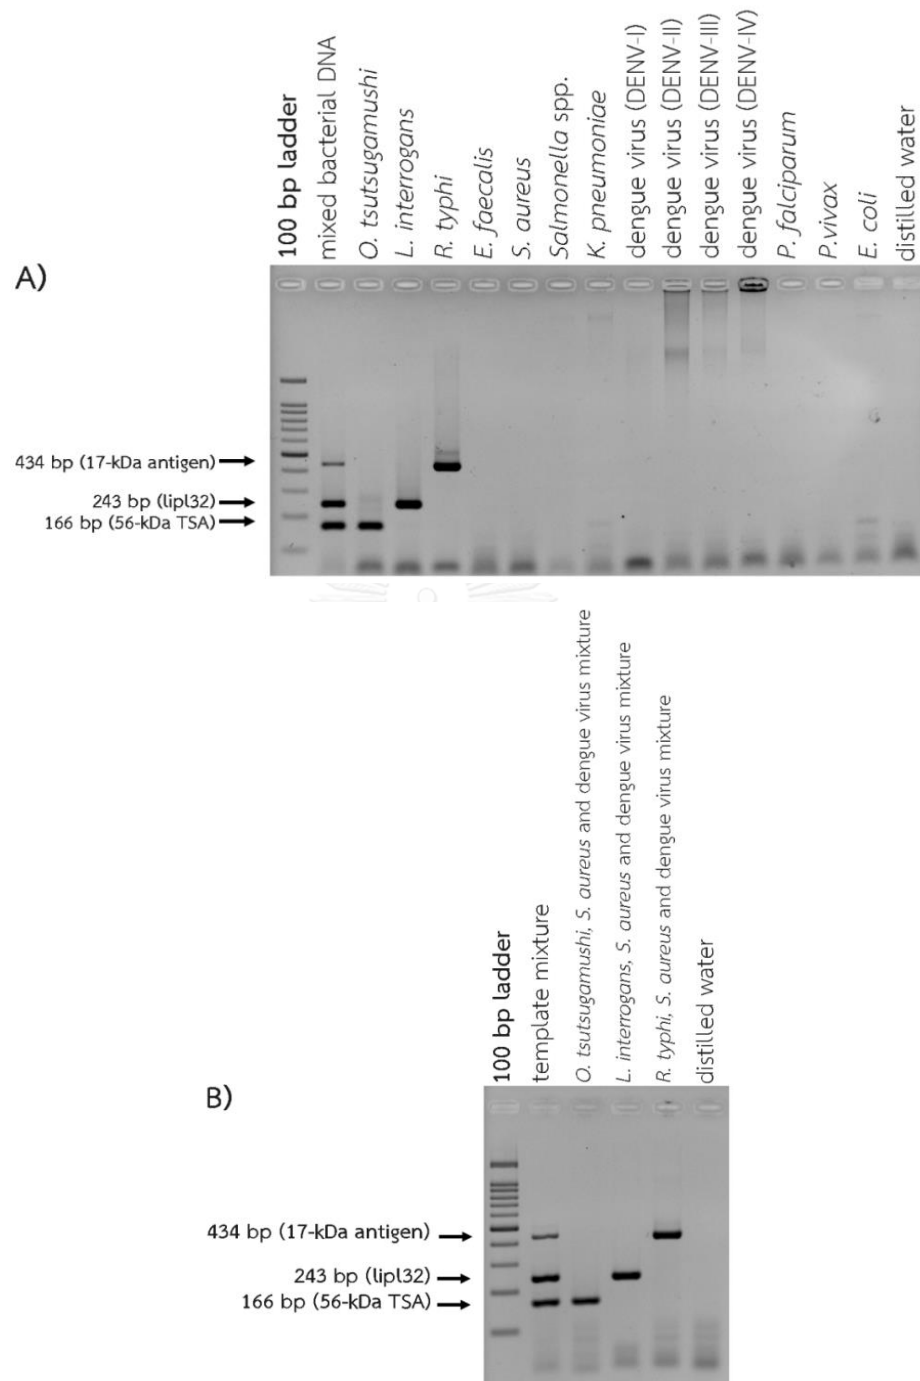 A)
100 bp ladder
mixed bacterial DNA
O. tsutsugamushi
L. interrogans
R. typhi
E. faecalis
S. aureus
Salmonella spp.
K. pneumoniae
dengue virus (DENV-I)
dengue virus (DENV-II)
dengue virus (DENV-III)
dengue virus (DENV-IV)
P. falciparum
P.vivax
E. coli
distilled water
434 bp (17-kDa antigen)
243 bp (lipl32)
166 bp (56-kDa TSA)
B)
100 bp ladder
template mixture
O. tsutsugamushi, S. aureus and dengue virus mixture
L. interrogans, S. aureus and dengue virus mixture
R. typhi, S. aureus and dengue virus mixture
distilled water
434 bp (17-kDa antigen)
243 bp (lipl32)
166 bp (56-kDa TSA)